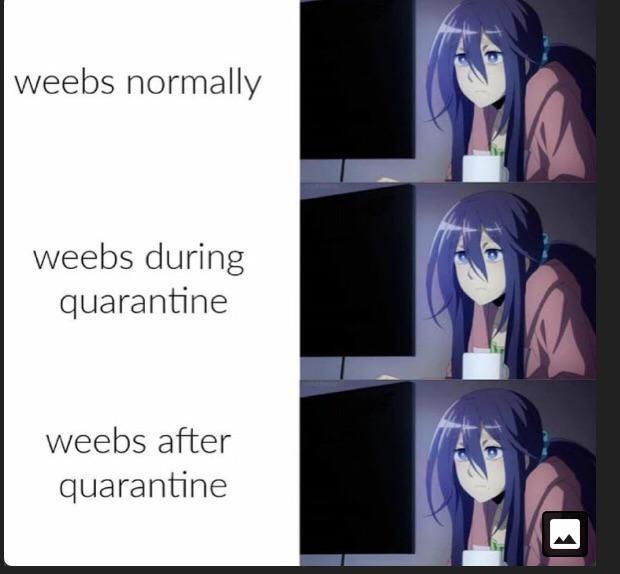 weebs normally
weebs during
quarantine
weebs after
quarantine